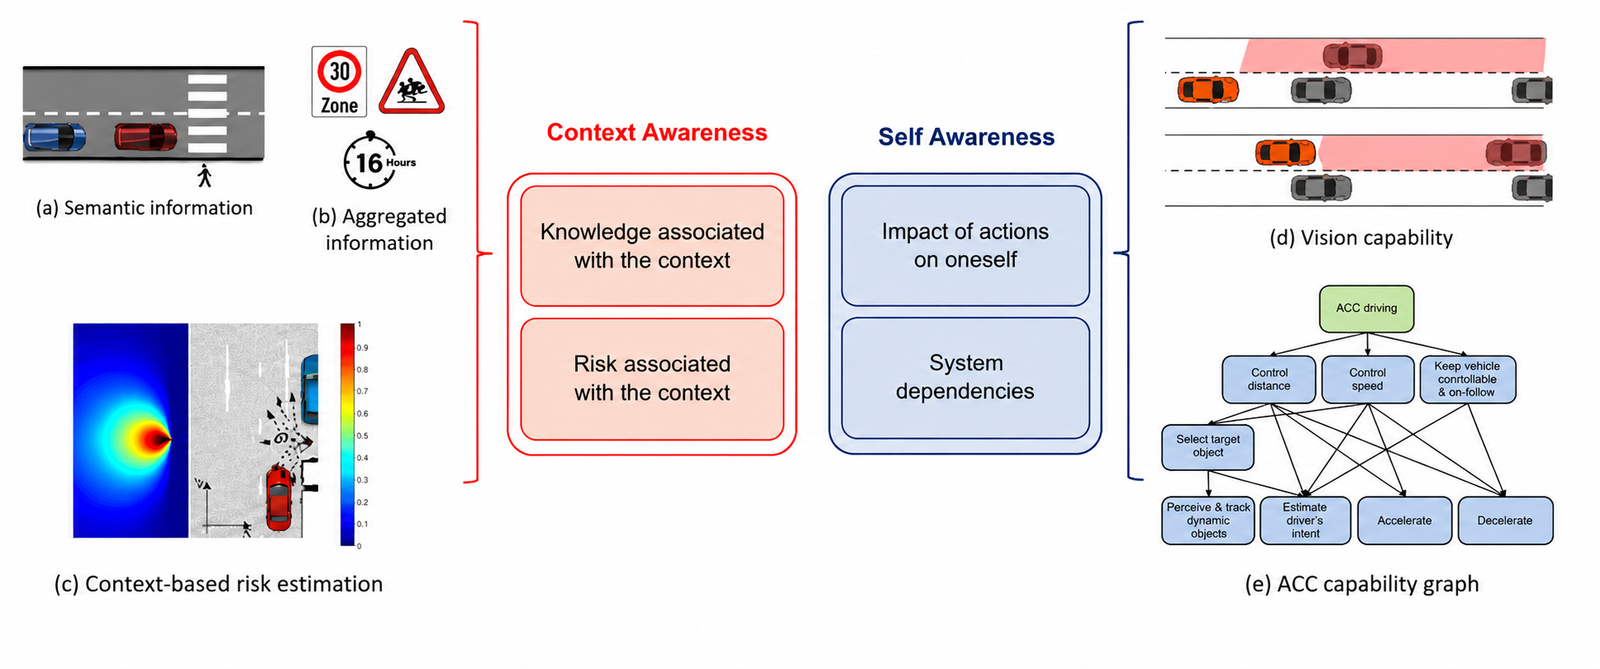 (a) Semantic information
30
Zone
16 Hours
(b) Aggregated
information
1
0.9
0.8
0.7
0.6
0.5
0.4
0.3
0.2
0.1
0
(c) Context-based risk estimation
Context Awareness
Knowledge associated
with the context
Risk associated
with the context
Self Awareness
Impact of actions
on oneself
System
dependencies
(d) Vision capability
ACC driving
Control
distance
Control
speed
Keep vehicle
conrtollable
& on-follow
Select target
object
Perceive & track
dynamic
objects
Estimate
driver's
intent
Accelerate
Decelerate
(e) ACC capability graph